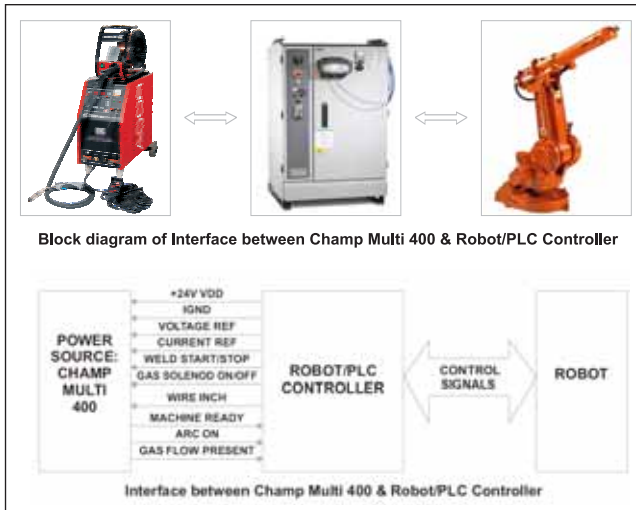 Block diagram of Interface between Champ Multi 400 & Robot/PLC Controller
POWER
SOURCE:
CHAMP
MULTI
400
+24V VDD
IGND
VOLTAGE REF
CURRENT REF
WELD START/STOP
GAS SOLENOD ON/OFF
WIRE INCH
MACHINE READY
ARC ON
GAS FLOW PRESENT
ROBOT/PLC
CONTROLLER
CONTROL
SIGNALS
ROBOT
Interface between Champ Multi 400 & Robot/PLC Controller